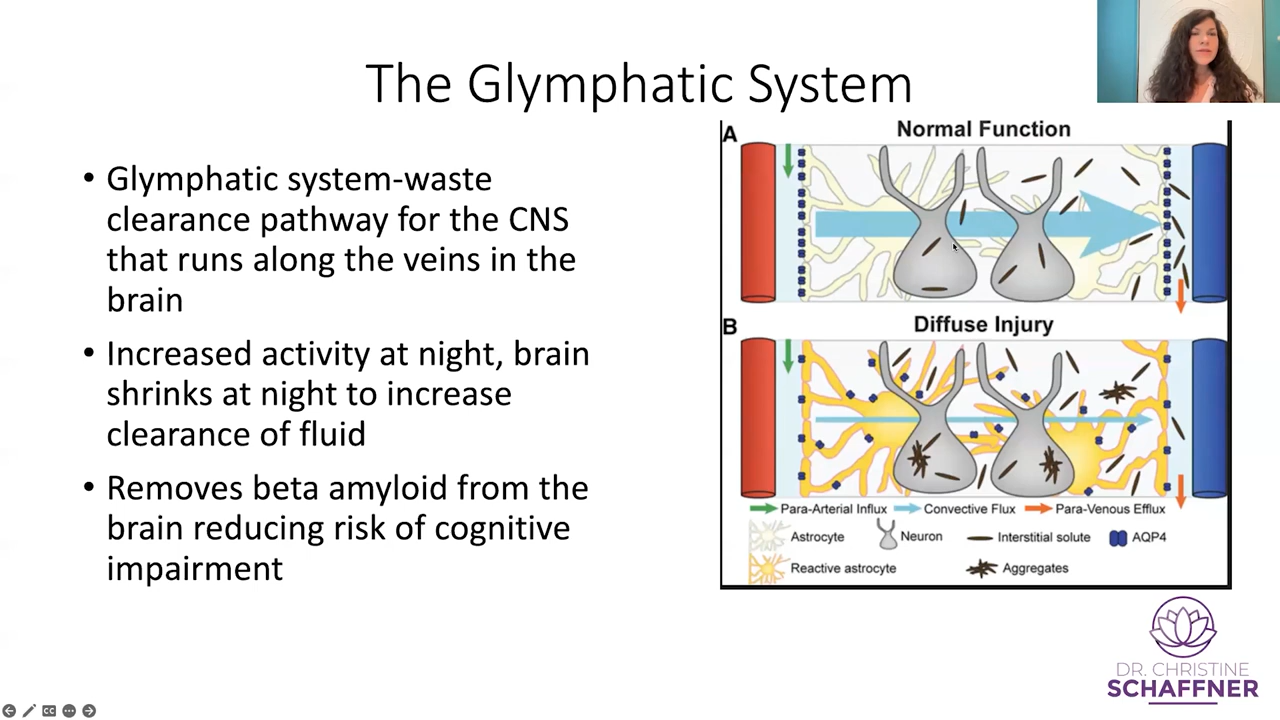 The Glymphatic System
• Glymphatic system-waste
clearance pathway for the CNS
that runs along the veins in the
brain
• Increased activity at night, brain
shrinks at night to increase
clearance of fluid
• Removes beta amyloid from the
brain reducing risk of cognitive
impairment
A
Normal Function
B
Diffuse Injury
Para-Arterial Influx
Convective Flux
Para-Venous Efflux
Astrocyte
Neuron
Interstitial solute
AQP4
Reactive astrocyte
Aggregates
DR. CHRISTINE
SCHAFFNER
CC